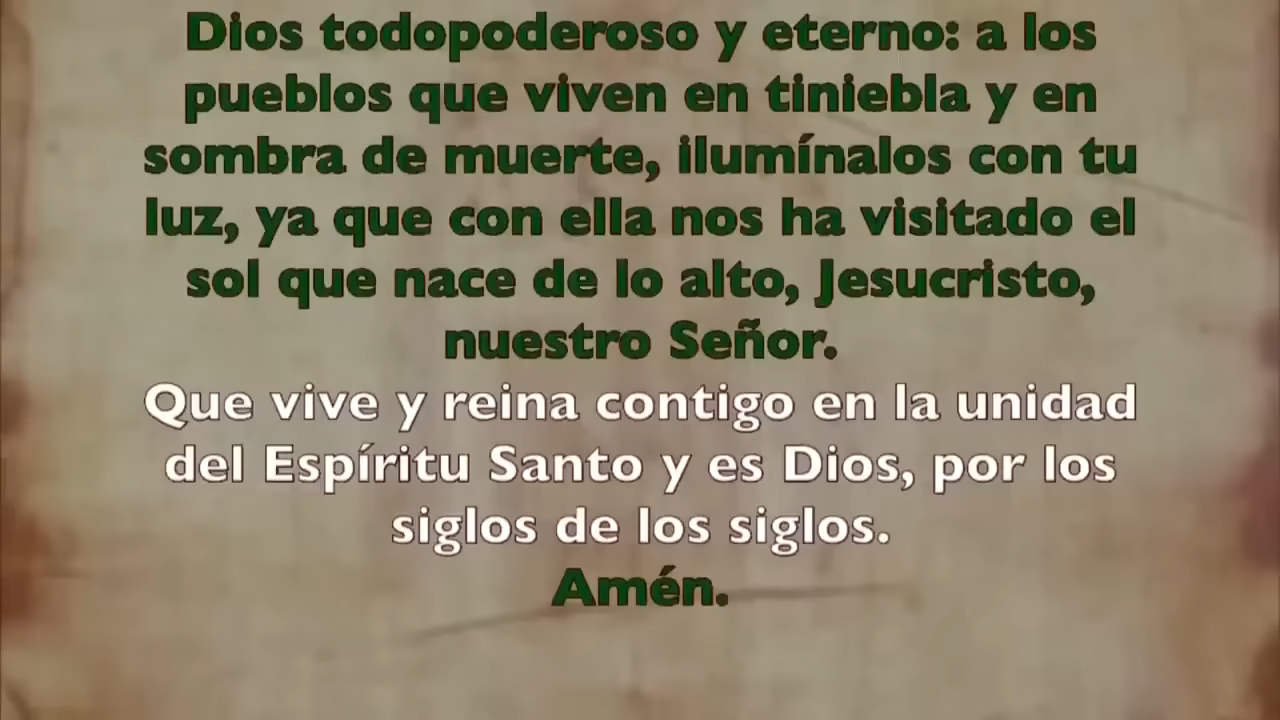 Dios todopoderoso y eterno: a los
pueblos que viven en tiniebla y en
sombra de muerte, ilumínalos con tu
luz, ya que con ella nos ha visitado el
sol que nace de lo alto, Jesucristo,
nuestro Señor.
Que vive y reina contigo en la unidad
del Espíritu Santo y es Dios, por los
siglos de los siglos.
Amén.